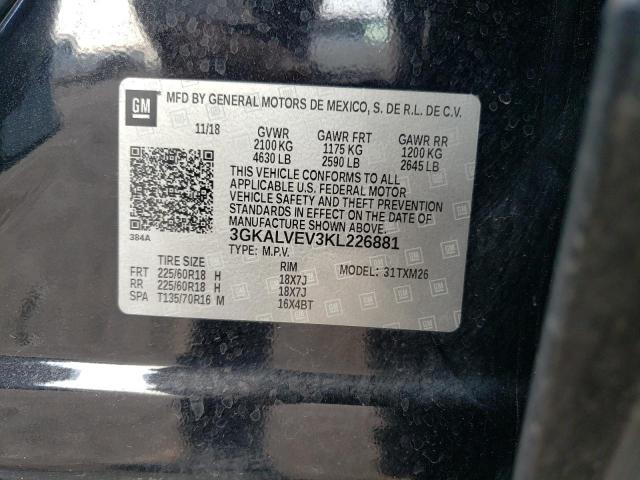 GM MFD BY GENERAL MOTORS DE MEXICO, S. DE R.L. DE C.V.
11/18 GVWR GAWR FRT GAWR RR
2100 KG 1175 KG 1200 KG
4630 LB 2590 LB 2645 LB
THIS VEHICLE CONFORMS TO ALL
APPLICABLE U.S. FEDERAL MOTOR
VEHICLE SAFETY AND THEFT PREVENTION
STANDARDS IN EFFECT ON THE DATE OF
MANUFACTURE SHOWN ABOVE.
384A
3GKALVEV3KL226881
TYPE: M.P.V.
TIRE SIZE RIM MODEL: 31TXM26
FRT 225/60R18 H 18X7J
RR 225/60R18 H 18X7J
SPA T135/70R16 M 16X4BT